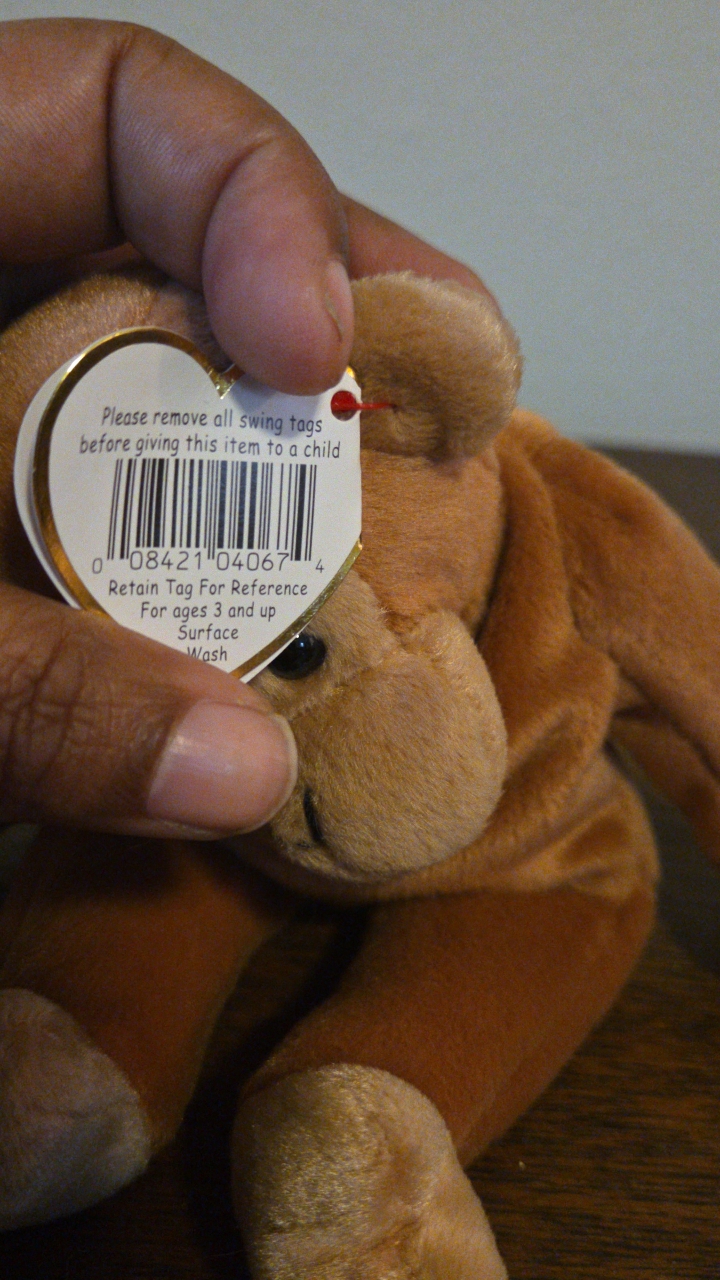 Please remove all swing tags
before giving this item to a child
0 08421 04067 4
Retain Tag For Reference
For ages 3 and up
Surface
Wash